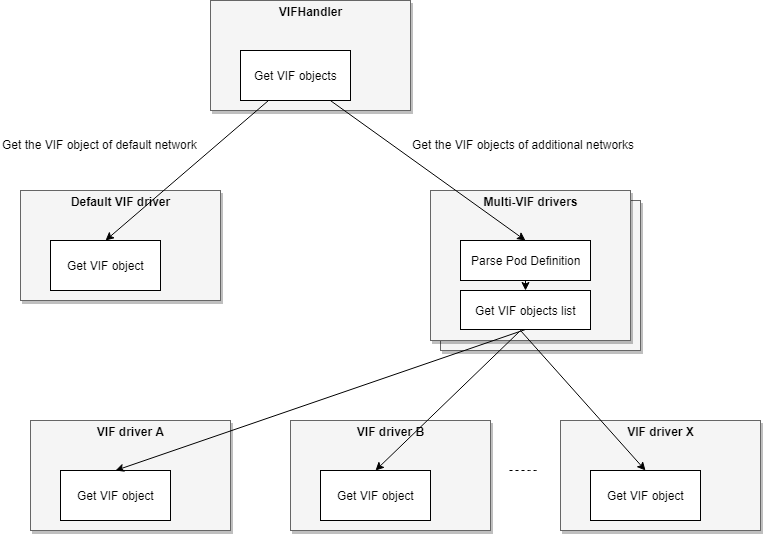 VIFHandler
Get VIF objects
Get the VIF object of default network
Get the VIF objects of additional networks
Default VIF driver
Get VIF object
Multi-VIF drivers
Parse Pod Definition
Get VIF objects list
VIF driver A
Get VIF object
VIF driver B
Get VIF object
-----
VIF driver X
Get VIF object